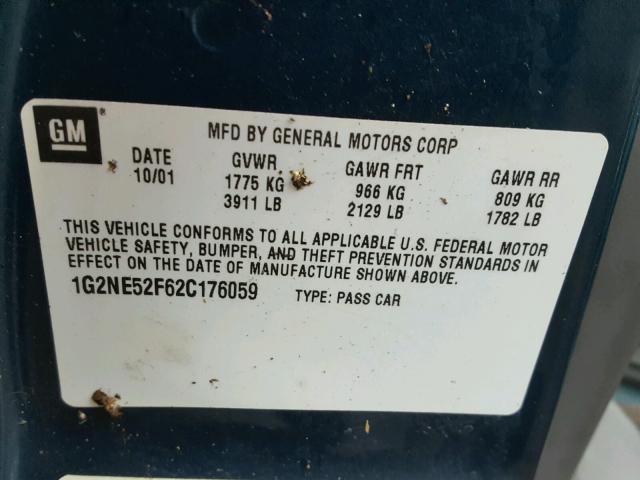 GM
MFD BY GENERAL MOTORS CORP
DATE GVWR GAWR FRT GAWR RR
10/01 1775 KG 966 KG 809 KG
3911 LB 2129 LB 1782 LB
THIS VEHICLE CONFORMS TO ALL APPLICABLE U.S. FEDERAL MOTOR
VEHICLE SAFETY, BUMPER, AND THEFT PREVENTION STANDARDS IN
EFFECT ON THE DATE OF MANUFACTURE SHOWN ABOVE.
1G2NE52F62C176059 TYPE: PASS CAR